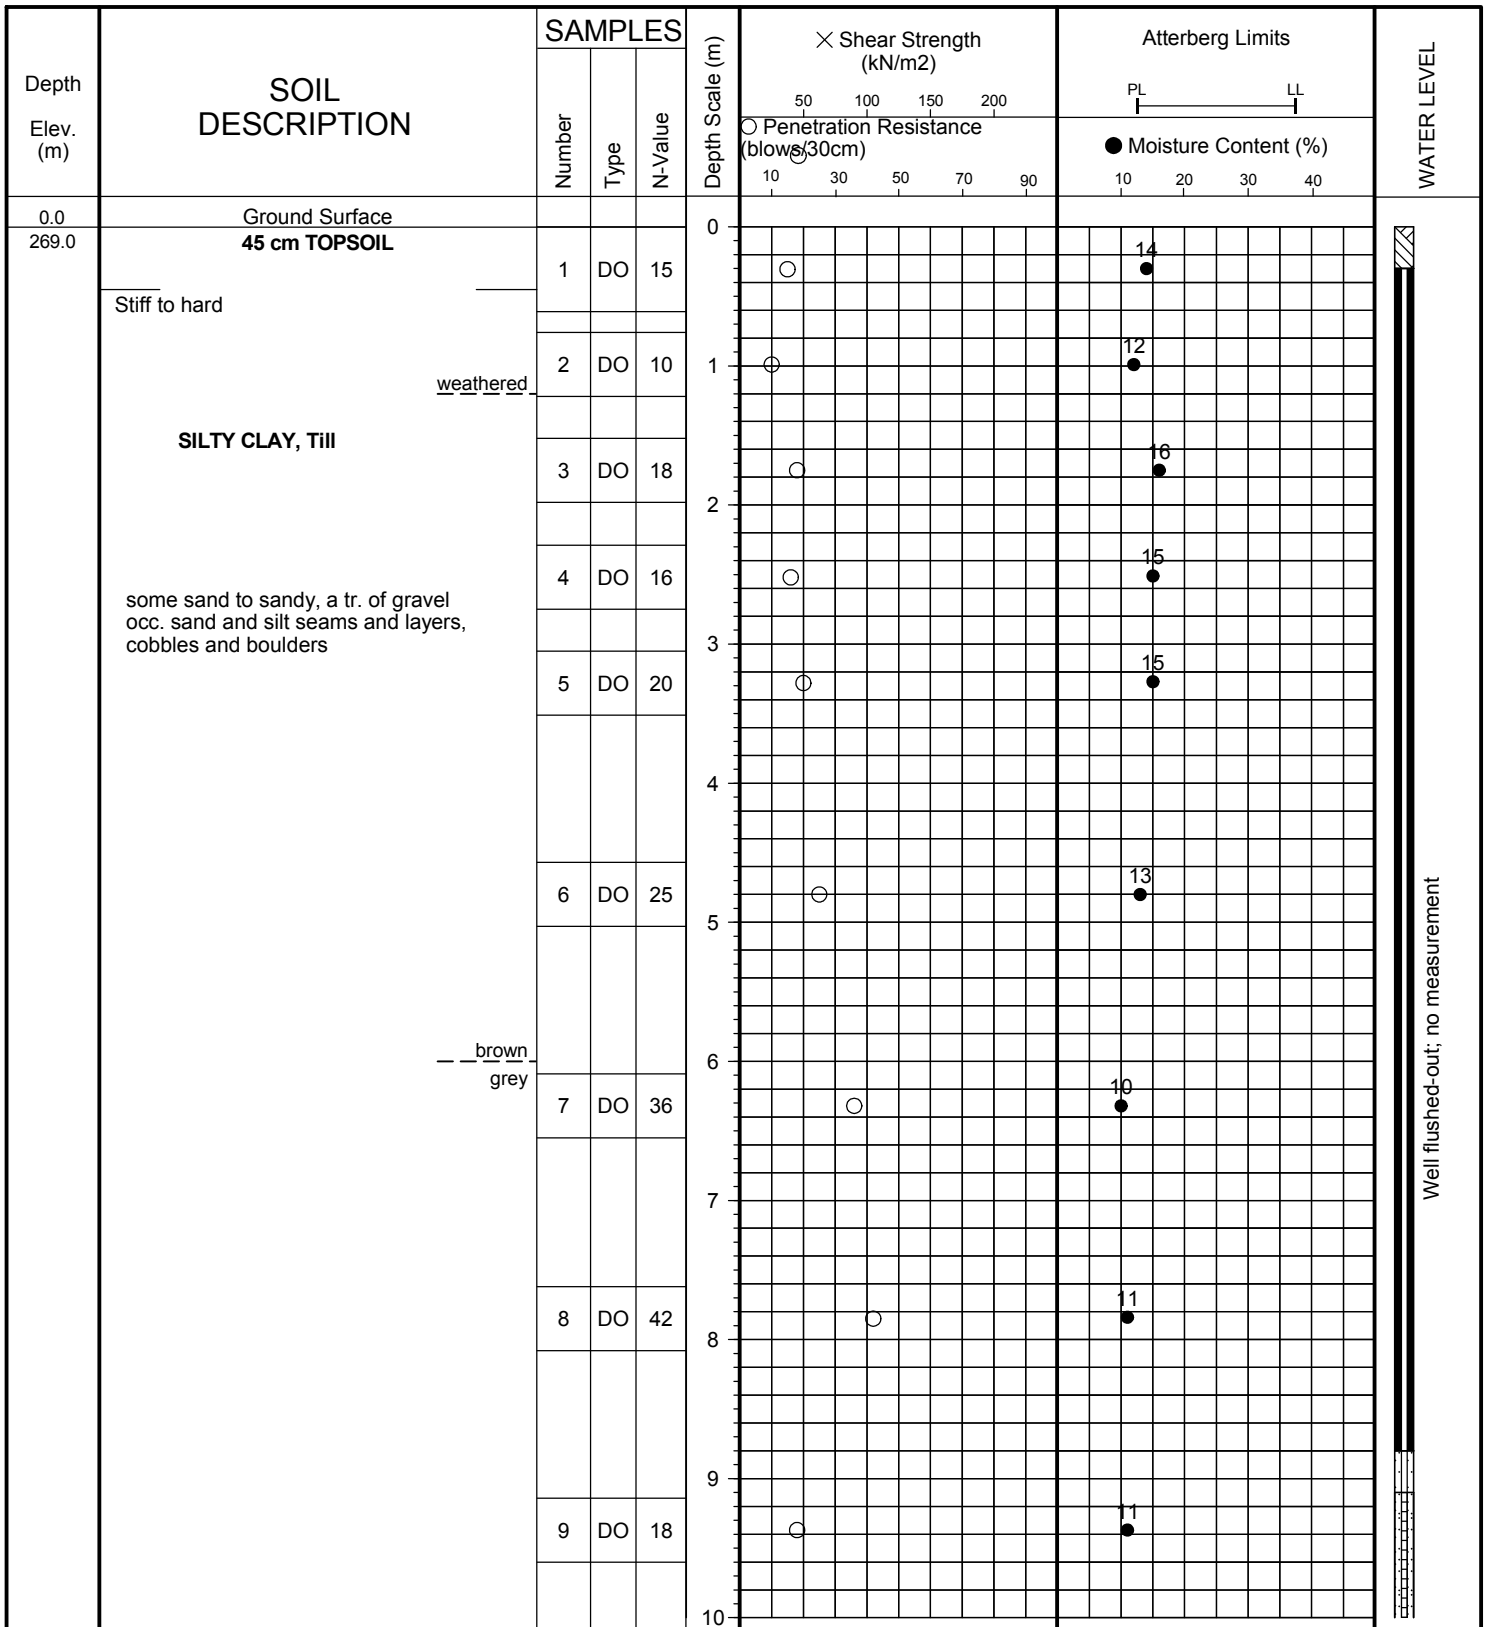 Depth
Elev.
(m)
SOIL
DESCRIPTION
SAMPLES
Number
Type
N-Value
Depth Scale (m)
× Shear Strength
(kN/m2)
50 100 150 200
Penetration Resistance
(blows/30cm)
10 30 50 70 90
Atterberg Limits
PL LL
Moisture Content (%)
10 20 30 40
WATER LEVEL
0.0 Ground Surface
0
269.0 45 cm TOPSOIL
14
1 DO 15
Stiff to hard
12
2 DO 10
1
weathered
SILTY CLAY, Till
16
3 DO 18
2
15
4 DO 16
some sand to sandy, a tr. of gravel
occ. sand and silt seams and layers,
cobbles and boulders
3
15
5 DO 20
4
13
6 DO 25
5
brown
6
grey
10
7 DO 36
7
11
8 DO 42
8
9
11
9 DO 18
10
Well flushed-out; no measurement